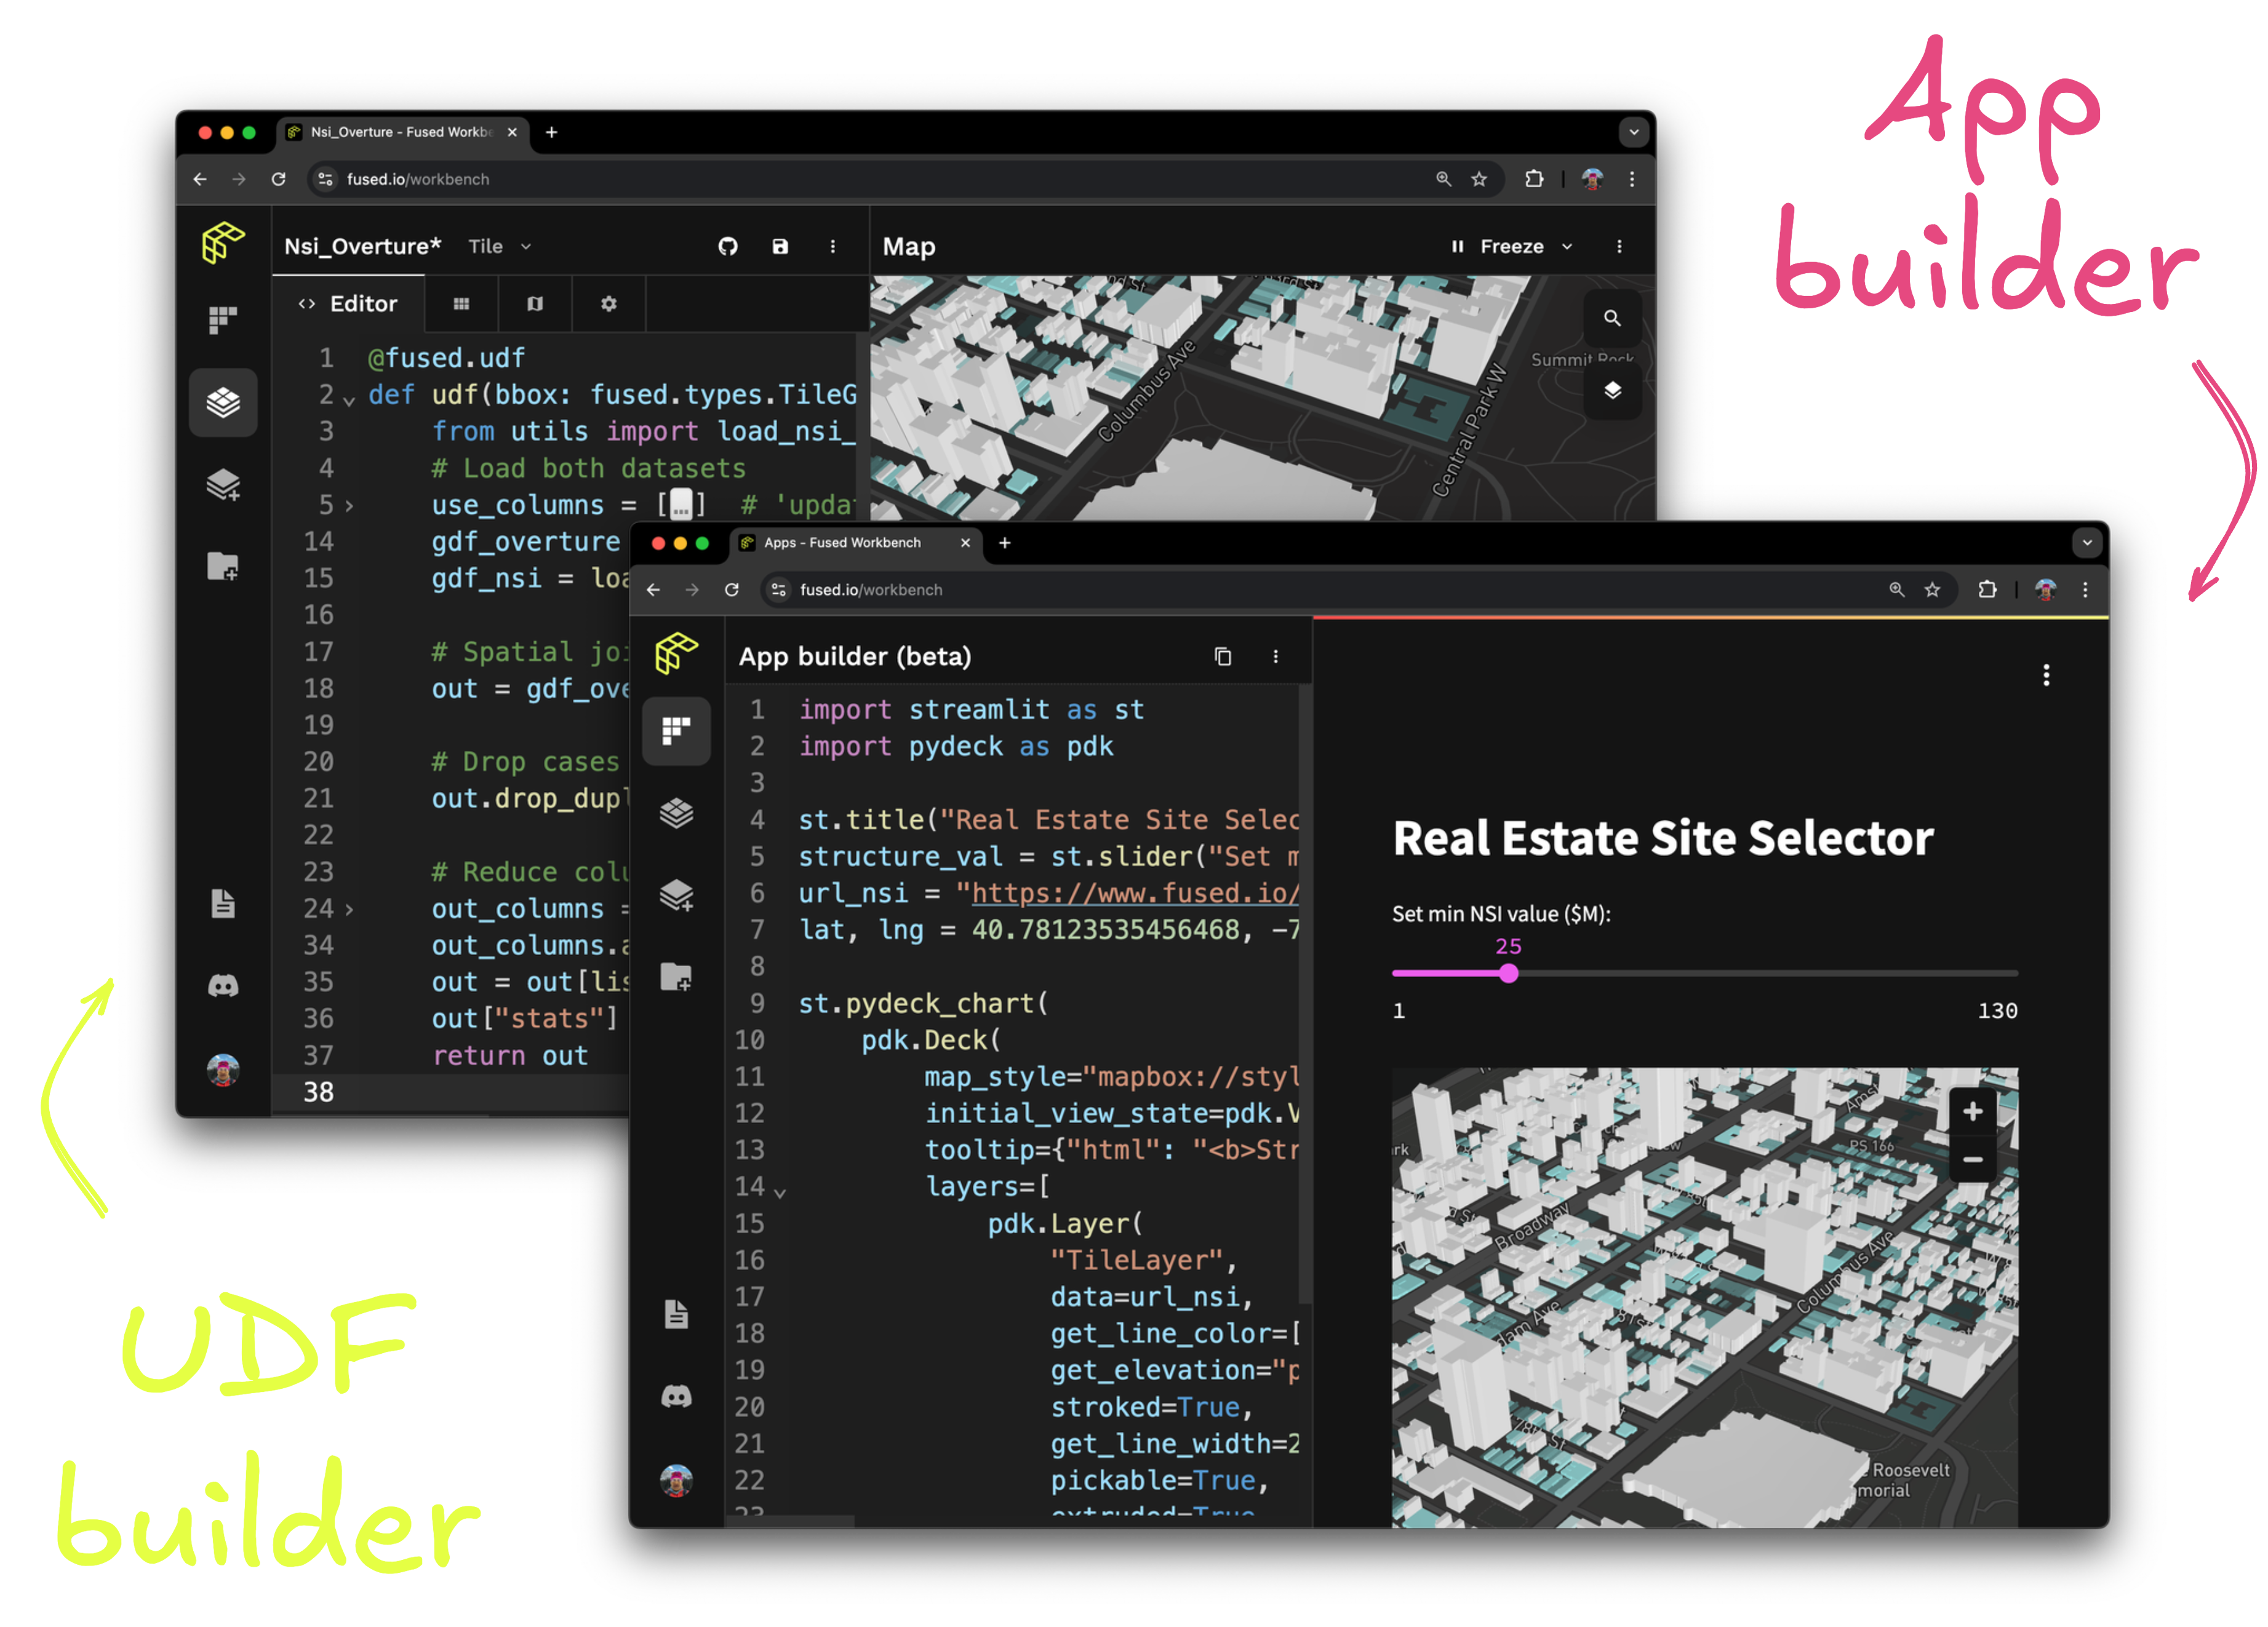 App
builder
Nsi_Overture - Fused Workbe
fused.io/workbench
Nsi_Overture* Tile
Map
Freeze
Editor
1 @fused.udf
2 def udf(bbox: fused.types.TileG
3 from utils import load_nsi_
4 # Load both datasets
5 use_columns = […] # 'updat
14 gdf_overture
15 gdf_nsi = loa
16
17 # Spatial joi
18 out = gdf_ove
19
20 # Drop cases
21 out.drop_dupl
22
23 # Reduce colu
24 out_columns =
34 out_columns.a
35 out = out[lis
36 out["stats"]
37 return out
38
Columbus Ave
Central Park W
Summit Rock
Apps - Fused Workbench
fused.io/workbench
App builder (beta)
1 import streamlit as st
2 import pydeck as pdk
3
4 st.title("Real Estate Site Selec
5 structure_val = st.slider("Set m
6 url_nsi = "https://www.fused.io/
7 lat, lng = 40.78123535456468, -7
8
9 st.pydeck_chart(
10 pdk.Deck(
11 map_style="mapbox://styl
12 initial_view_state=pdk.V
13 tooltip={"html": "<b>Str
14 layers=[
15 pdk.Layer(
16 "TileLayer",
17 data=url_nsi,
18 get_line_color=[
19 get_elevation="p
20 stroked=True,
21 get_line_width=2
22 pickable=True,
23 extruded=True
Real Estate Site Selector
Set min NSI value ($M):
25
1 130
PS 166
Broadway
Columbus Ave
dam Ave
78th St
Roosevelt
morial
UDF
builder